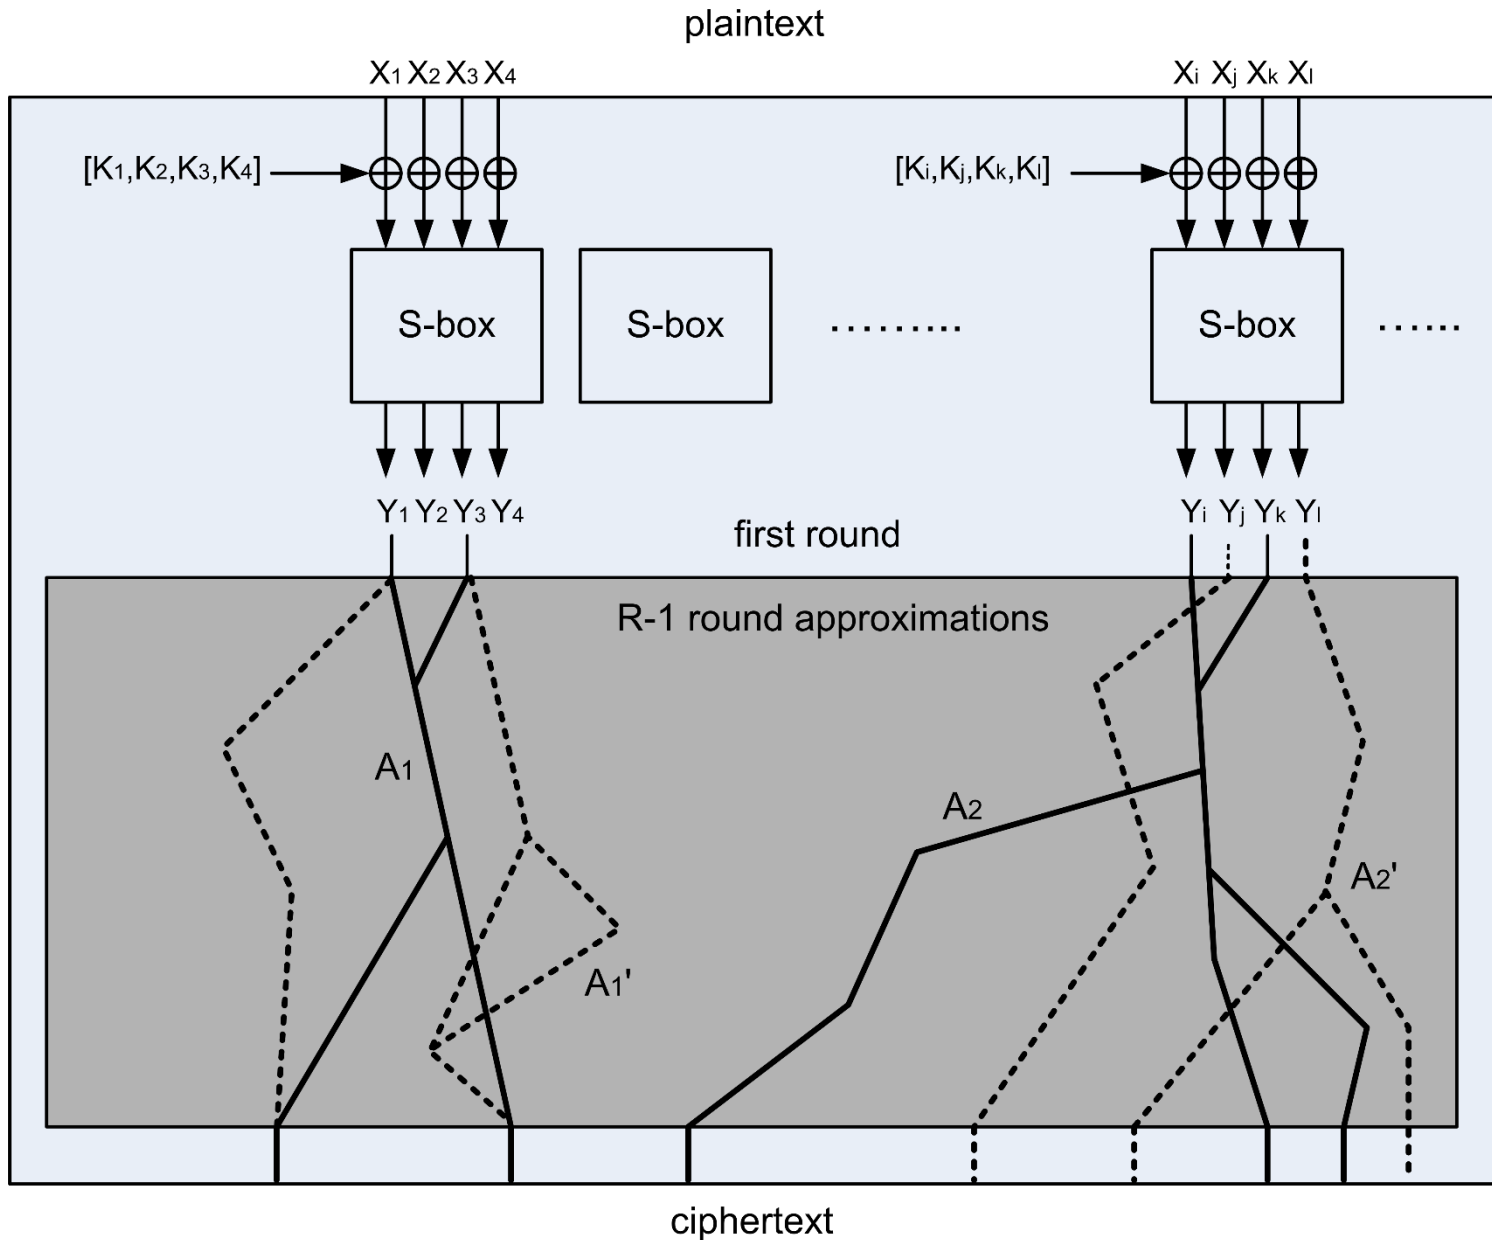 plaintext
X1 X2 X3 X4
Xi Xj Xk Xl
[K1,K2,K3,K4]
[Ki,Kj,Kk,Kl]
S-box
S-box
.........
S-box
......
Y1 Y2 Y3 Y4
Yi Yj Yk Yl
first round
R-1 round approximations
A1
A2
A2'
A1'
ciphertext